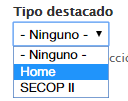 Tipo destacado
- Ninguno -
- Ninguno -
Home
SECOP II